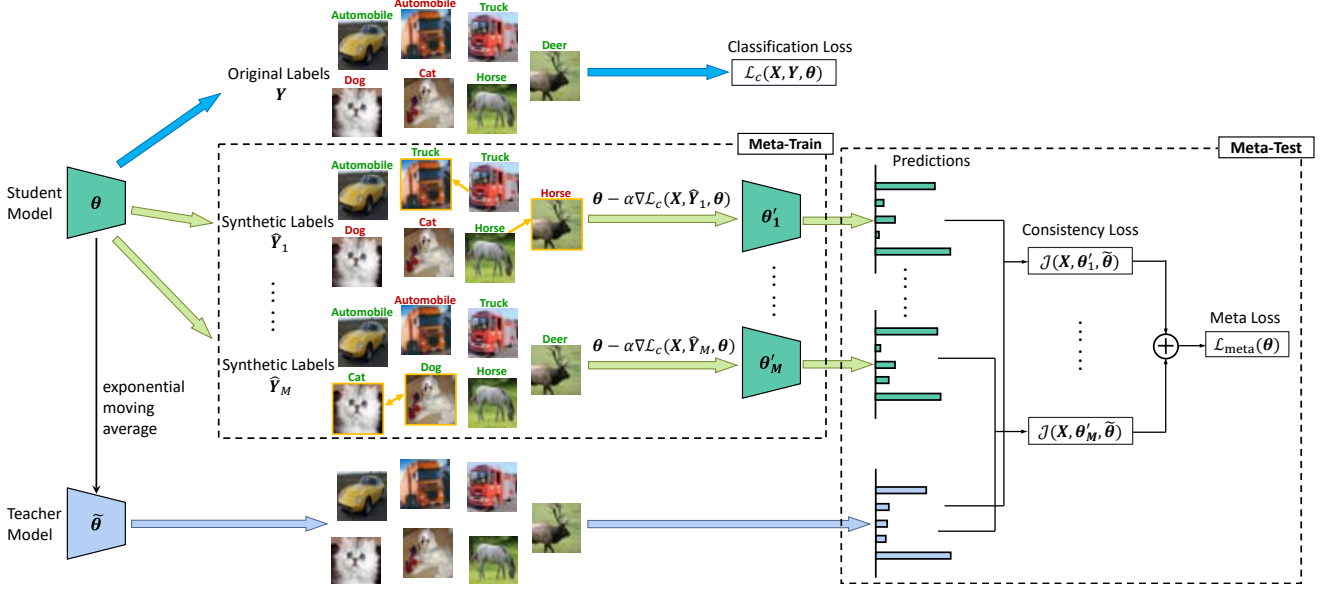 Automobile
Automobile
Truck
Deer
Classification Loss
Original Labels
Y
ℒc(X, Y, θ)
Dog
Cat
Horse
Meta-Train
Meta-Test
Truck
Automobile
Truck
Predictions
Student
Model
θ
Horse
θ − α∇ℒc(X, Ŷ1, θ)
θ′1
Synthetic Labels
Ŷ1
Dog
Cat
Horse
Consistency Loss
𝒥(X, θ′1, θ̃)
Automobile
Automobile
Truck
Meta Loss
ℒmeta(θ)
Deer
θ − α∇ℒc(X, ŶM, θ)
θ′M
Synthetic Labels
ŶM
Cat
Dog
Horse
exponential
moving
average
𝒥(X, θ′M, θ̃)
Teacher
Model
θ̃